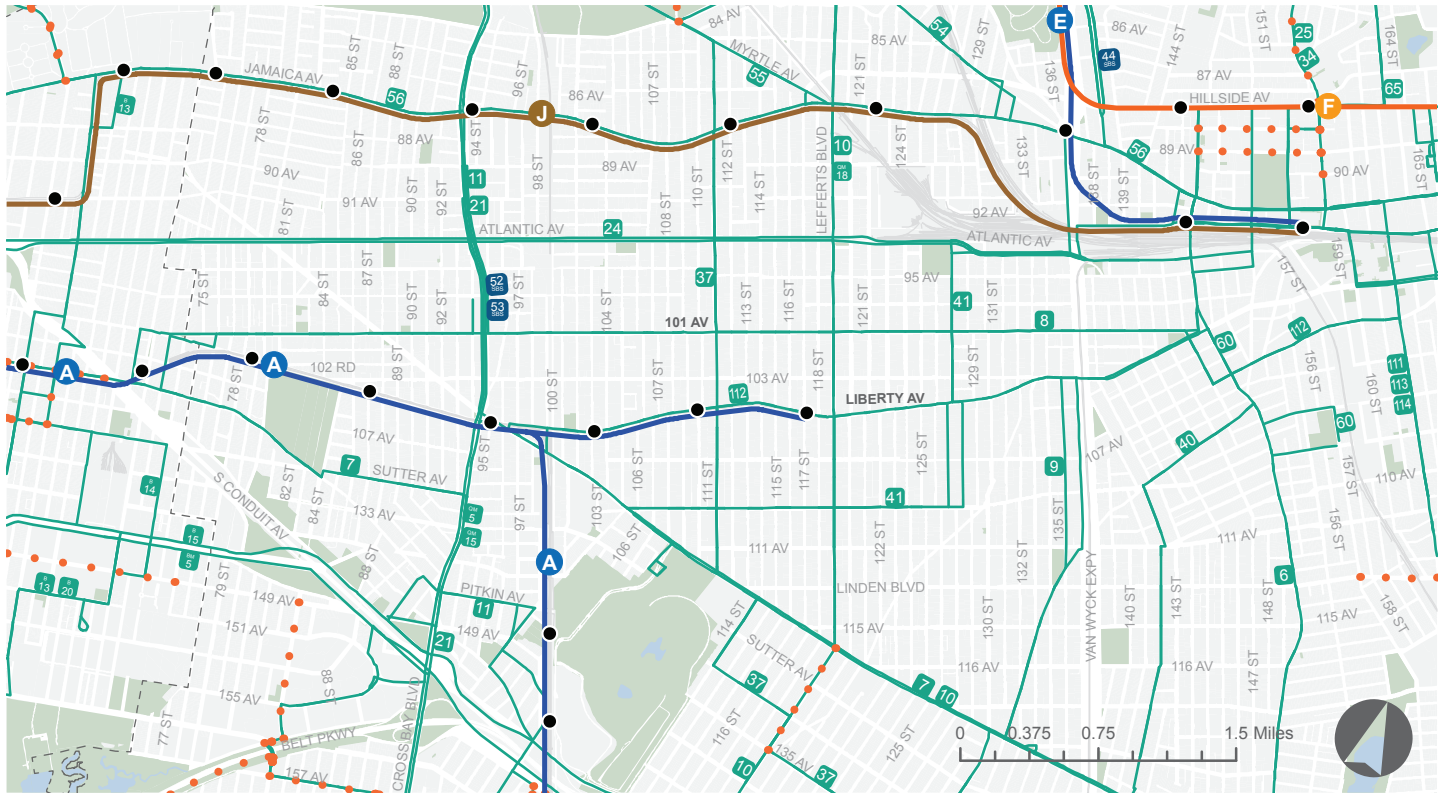 84 AV
54
129 ST
E
86 AV
144 ST
151 ST
25
164 ST
85 ST
88 ST
MYRTLE AV
85 AV
44
SBS
34
JAMAICA AV
96 ST
107 ST
55
121 ST
136 ST
87 AV
65
B
13
56
86 AV
J
HILLSIDE AV
F
78 ST
88 AV
94 ST
10
124 ST
133 ST
56
89 AV
86 ST
98 ST
89 AV
112 ST
165 ST
90 AV
11
QM
18
90 AV
90 ST
92 ST
110 ST
114 ST
139 ST
81 ST
91 AV
21
108 ST
LEFFERTS BLVD
92 AV
ATLANTIC AV
24
ATLANTIC AV
159 ST
87 ST
52
SBS
97 ST
37
95 AV
157 ST
75 ST
84 ST
90 ST
92 ST
53
SBS
104 ST
113 ST
116 ST
121 ST
41
131 ST
101 AV
8
60
112
A
A
102 RD
89 ST
107 ST
103 AV
118 ST
129 ST
156 ST
111
78 ST
100 ST
112
LIBERTY AV
160 ST
113
114
107 AV
95 ST
60
107 AV
40
B
14
7
SUTTER AV
106 ST
111 ST
115 ST
117 ST
125 ST
9
157 ST
110 AV
82 ST
84 ST
S CONDUIT AV
133 AV
QM
5
97 ST
103 ST
41
135 ST
156 ST
B
15
QM
15
106 ST
111 AV
122 ST
111 AV
BM
5
88 ST
A
132 ST
VAN WYCK EXPY
B
13
B
20
79 ST
149 AV
PITKIN AV
11
LINDEN BLVD
130 ST
140 ST
143 ST
148 ST
6
158 ST
151 AV
149 AV
21
114 ST
115 AV
115 AV
SUTTER AV
155 AV
116 AV
116 AV
147 ST
37
7
10
77 ST
CROSS BAY BLVD
116 ST
125 ST
BELT PKWY
0
0.375
0.75
1.5 Miles
157 AV
10
135 AV
37